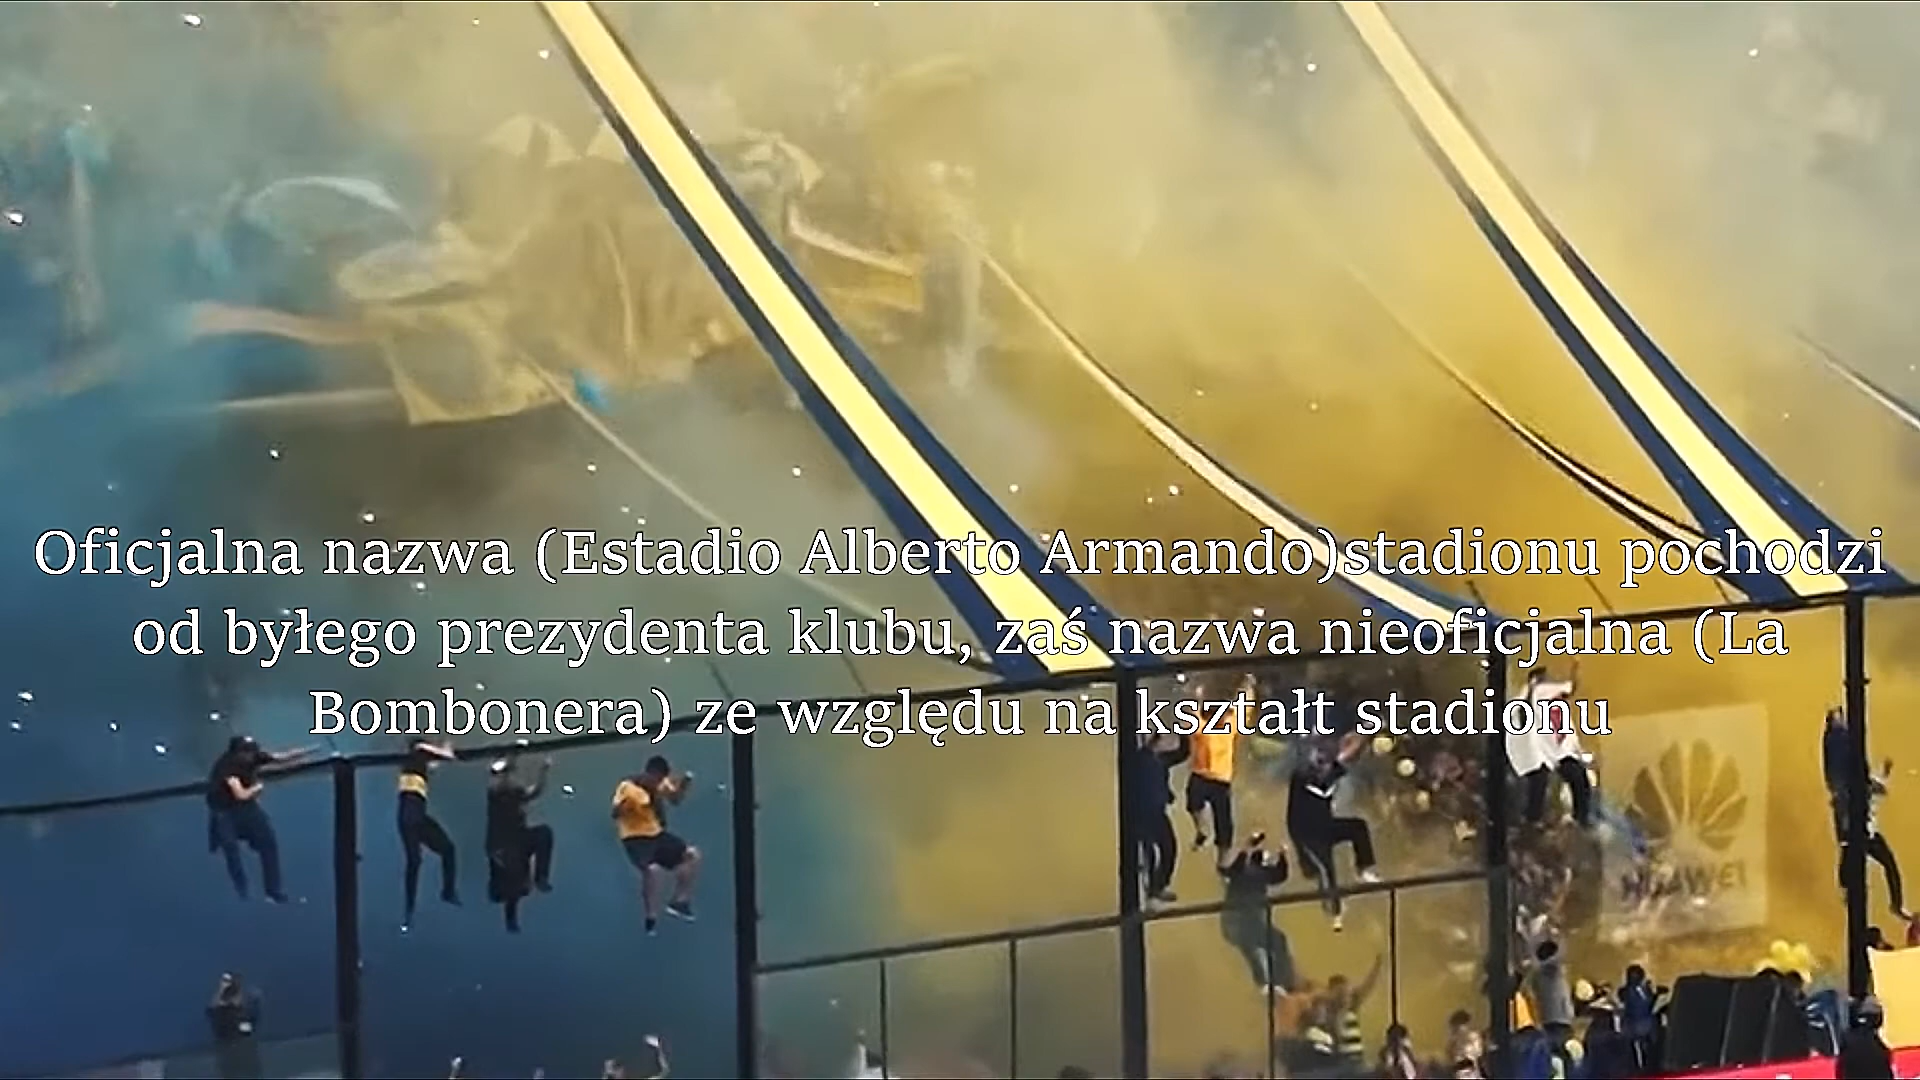 Oficjalna nazwa (Estadio Alberto Armando)stadionu pochodzi
od byłego prezydenta klubu, zaś nazwa nieoficjalna (La
Bombonera) ze względu na kształt stadionu
HUAWEI